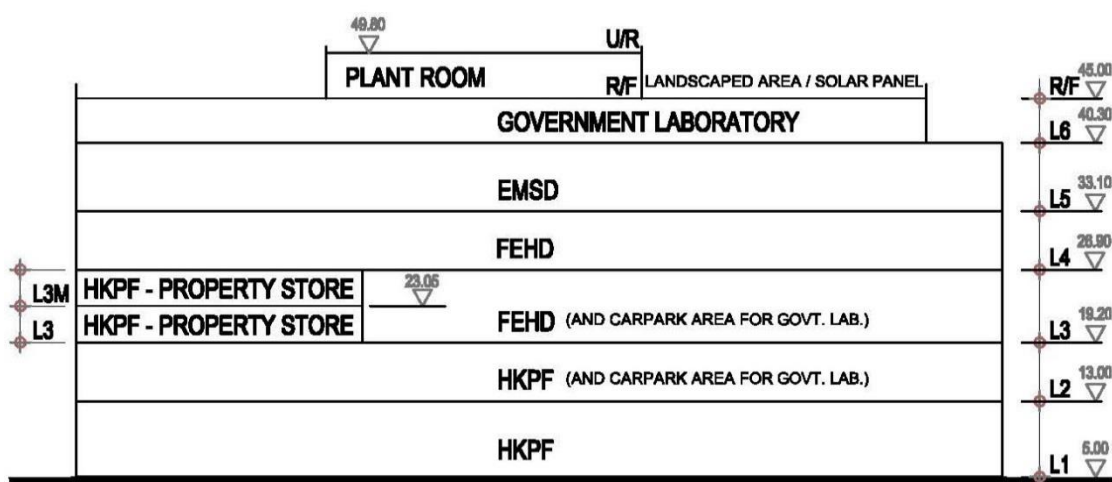 49.80
U/R
PLANT ROOM
R/F LANDSCAPED AREA / SOLAR PANEL
R/F 45.00
GOVERNMENT LABORATORY
L6 40.30
EMSD
L5 33.10
FEHD
L4 26.90
L3M HKPF - PROPERTY STORE 23.05
L3 HKPF - PROPERTY STORE
FEHD (AND CARPARK AREA FOR GOVT. LAB.)
L3 19.20
HKPF (AND CARPARK AREA FOR GOVT. LAB.)
L2 13.00
HKPF
L1 5.00